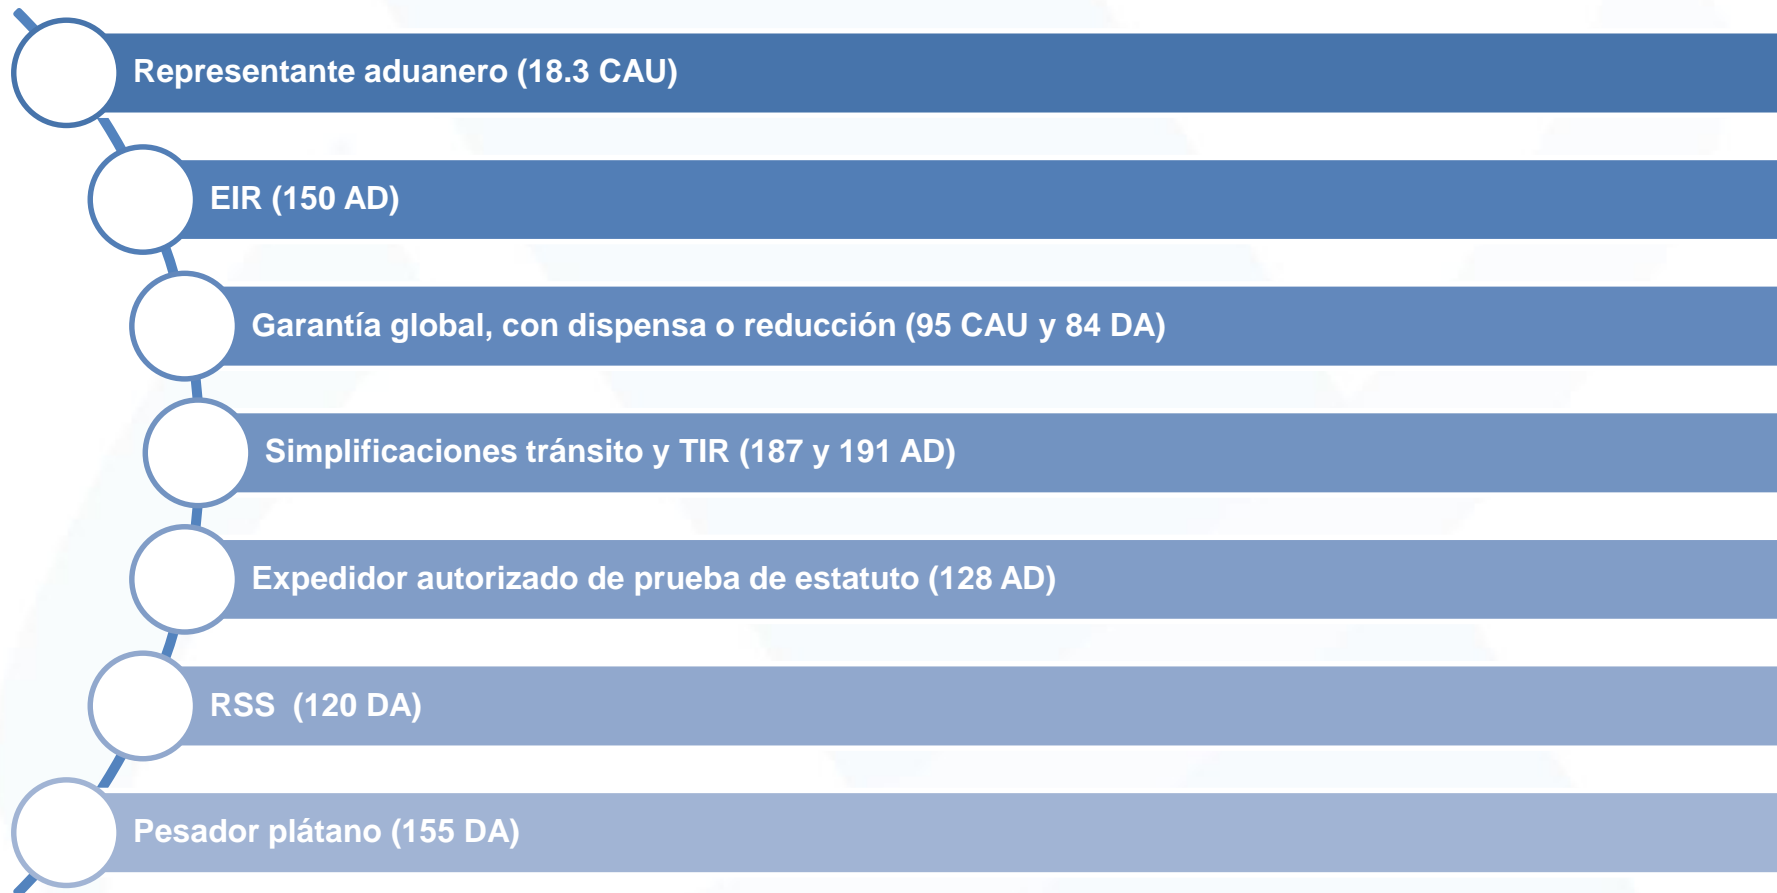 Representante aduanero (18.3 CAU)
EIR (150 AD)
Garantía global, con dispensa o reducción (95 CAU y 84 DA)
Simplificaciones tránsito y TIR (187 y 191 AD)
Expedidor autorizado de prueba de estatuto (128 AD)
RSS  (120 DA)
Pesador plátano (155 DA)